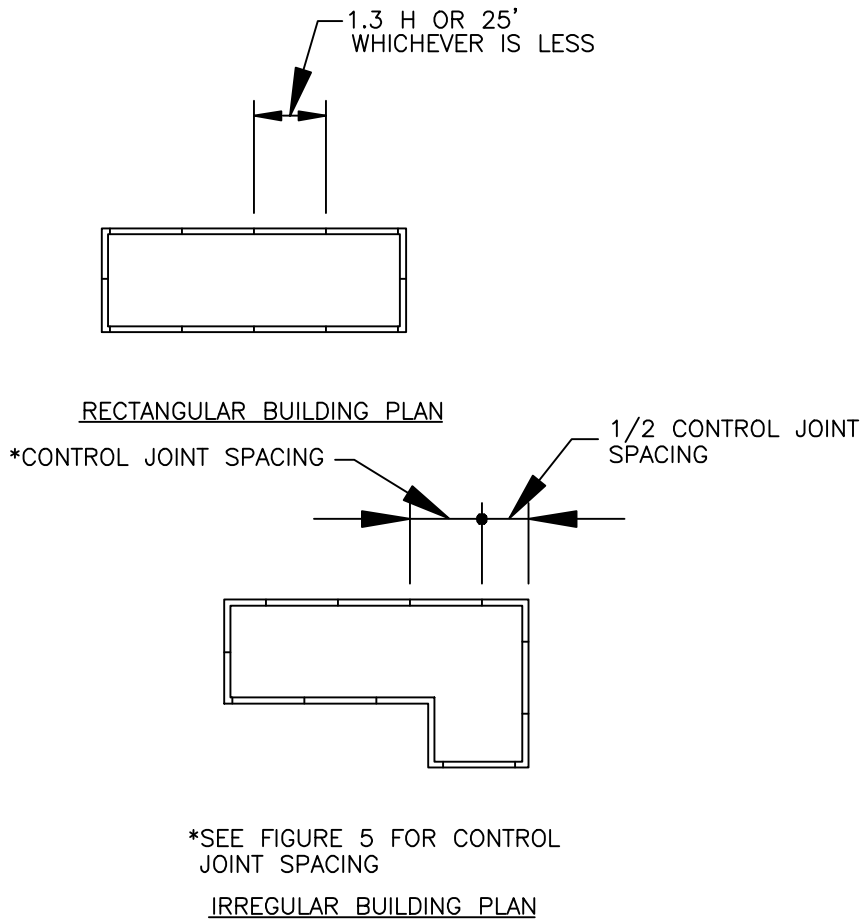 1.3 H OR 25'
WHICHEVER IS LESS
RECTANGULAR BUILDING PLAN
*CONTROL JOINT SPACING
1/2 CONTROL JOINT
SPACING
*SEE FIGURE 5 FOR CONTROL
JOINT SPACING
IRREGULAR BUILDING PLAN